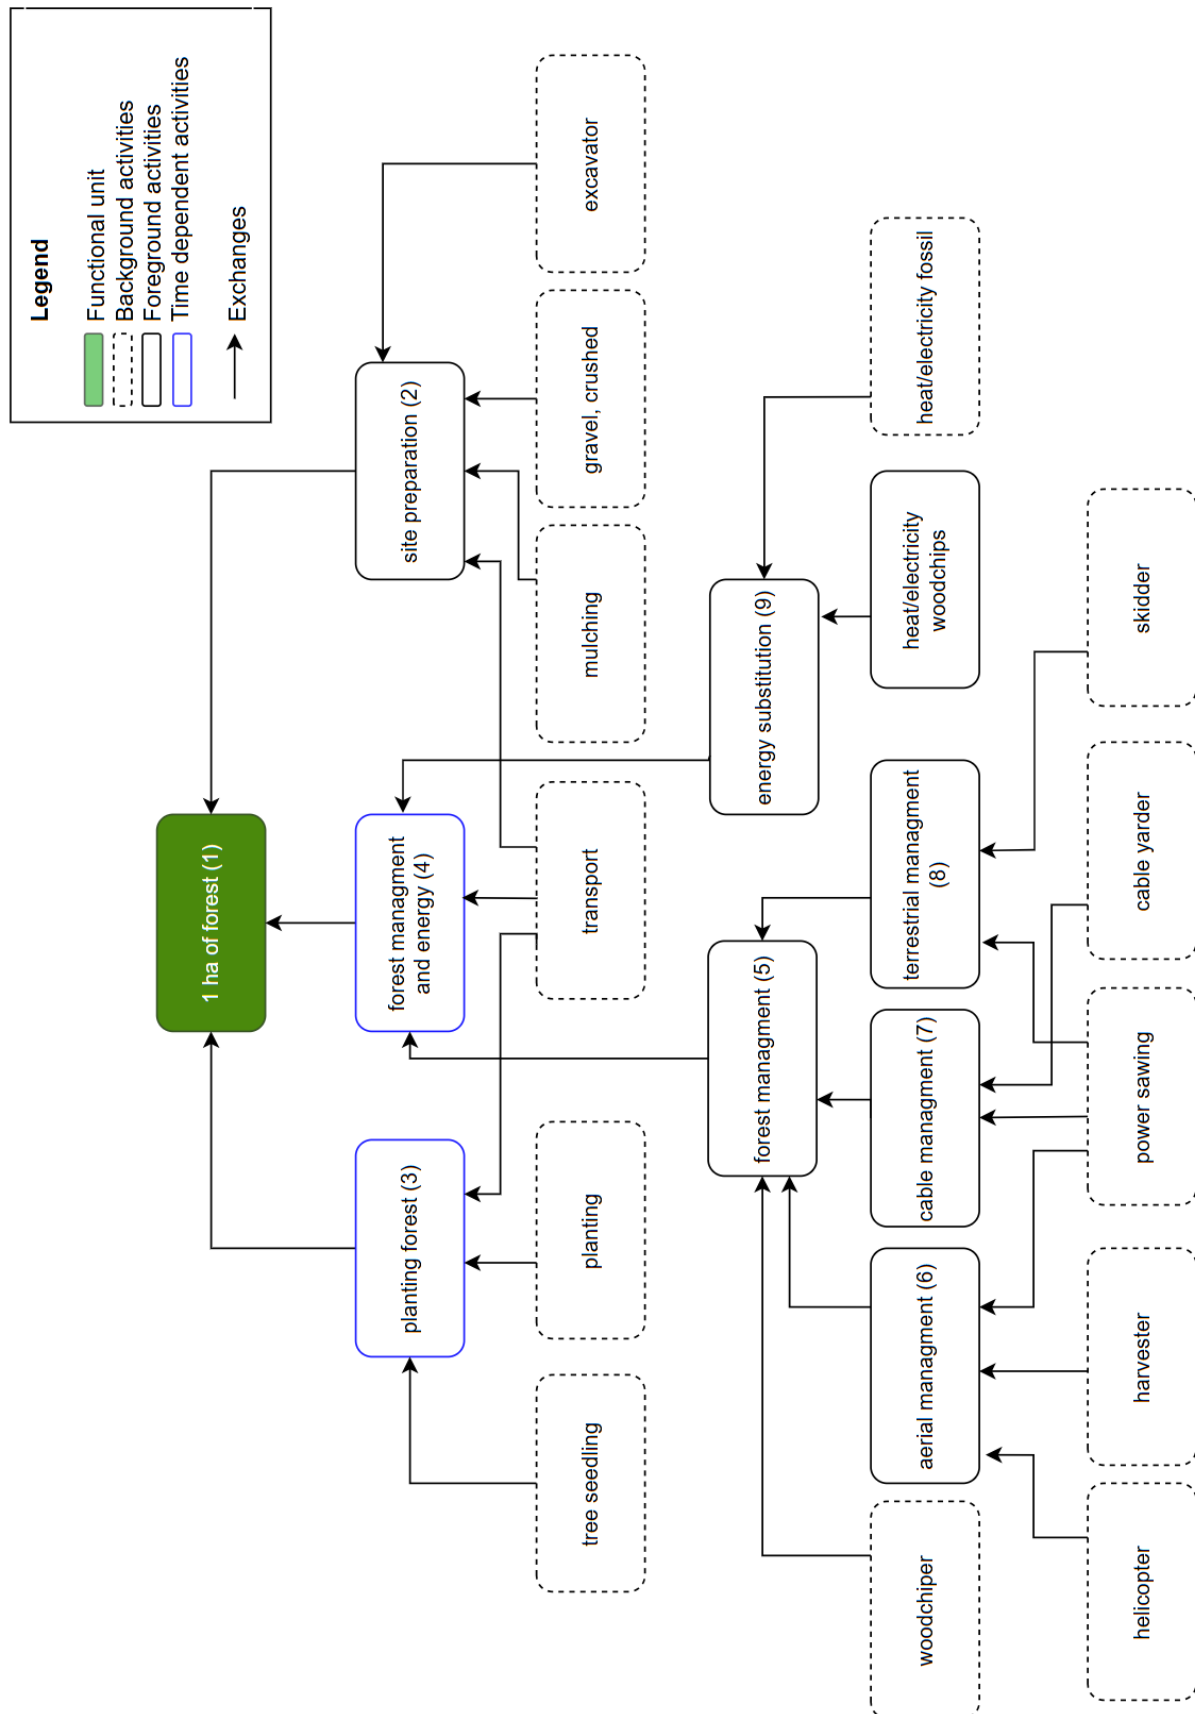 Legend
Functional unit
Background activities
Foreground activities
Time dependent activities
Exchanges
1 ha of forest (1)
planting forest (3)
forest managment
and energy (4)
site preparation (2)
tree seedling
planting
transport
mulching
gravel, crushed
excavator
forest managment (5)
energy substitution (9)
woodchiper
aerial managment (6)
cable managment (7)
terrestrial managment
(8)
heat/electricity
woodchips
heat/electricity fossil
helicopter
harvester
power sawing
cable yarder
skidder